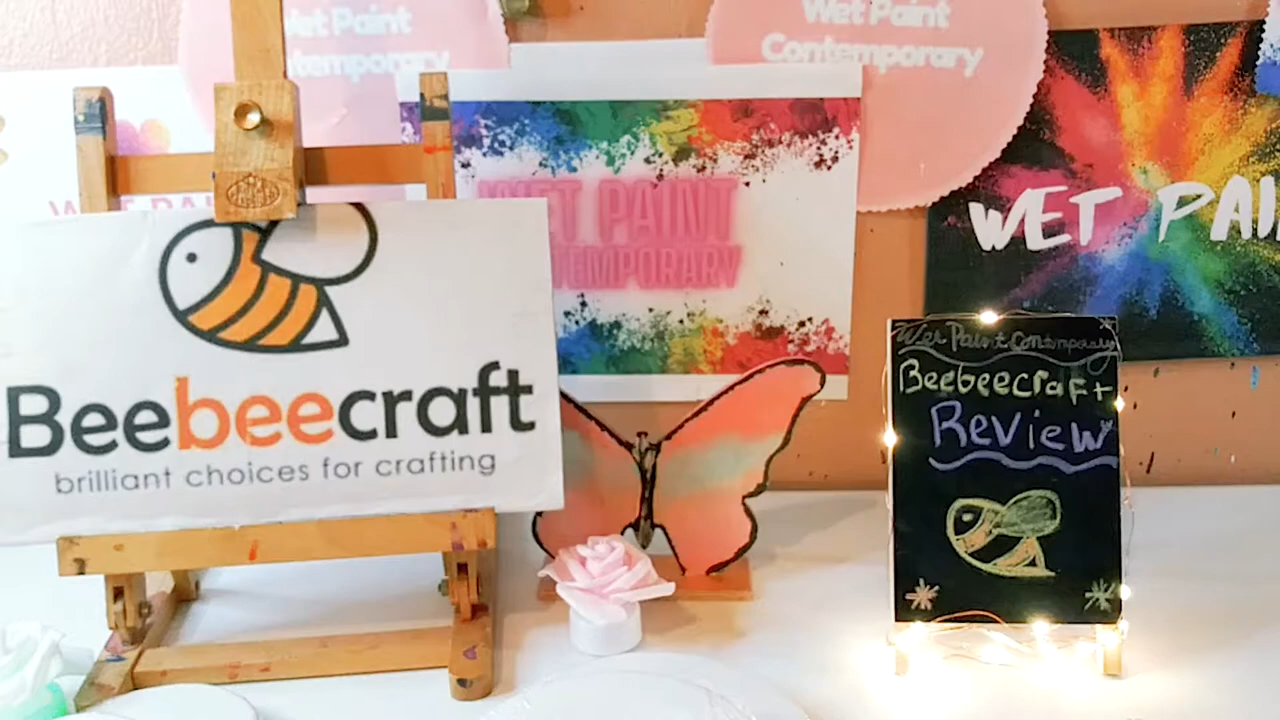 Wet Paint
Contemporary
Wet Paint
Contemporary
WET PAINT
CONTEMPORARY
WET PAI
Beebeecraft
brilliant choices for crafting
Wet Paint Contemporary
Beebeecraft
Review